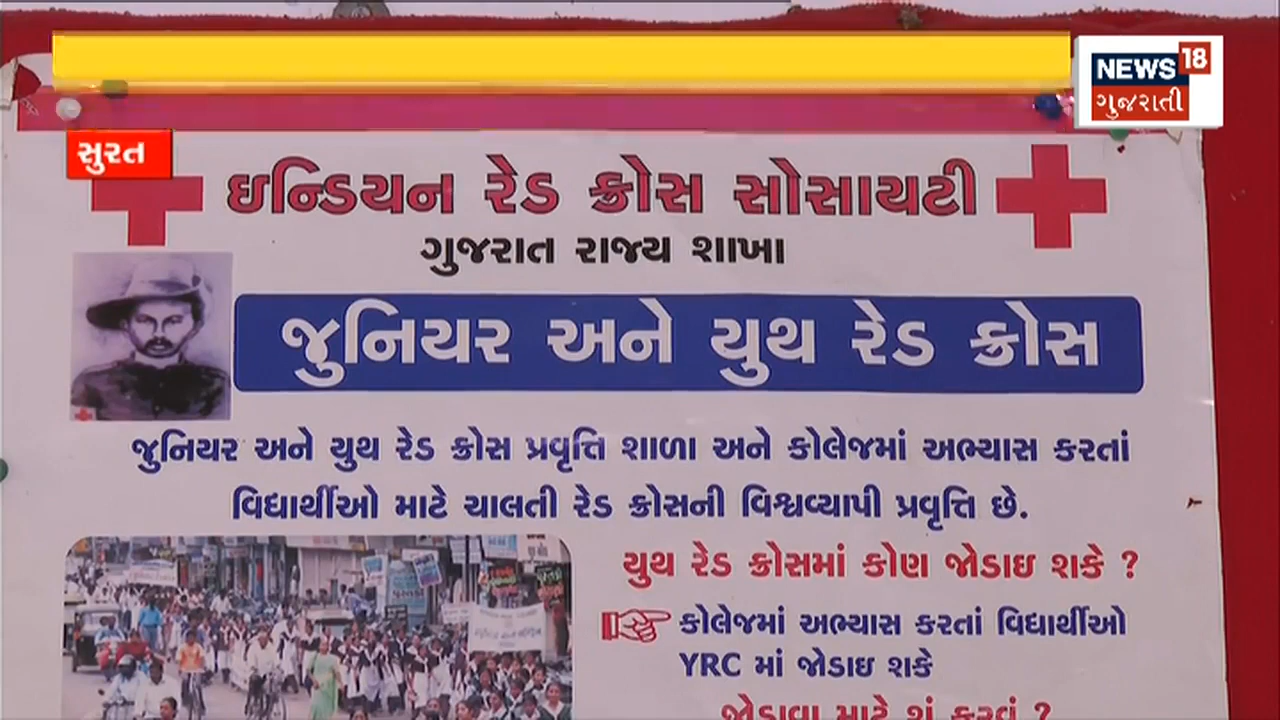 NEWS 18
ગુજરાતી
સુરત
ઇન્ડિયન રેડ ક્રોસ સોસાયટી
ગુજરાત રાજ્ય શાખા
જુનિયર અને યુથ રેડ ક્રોસ
જુનિયર અને યુથ રેડ ક્રોસ પ્રવૃત્તિ શાળા અને કોલેજમાં અભ્યાસ કરતાં
વિદ્યાર્થીઓ માટે ચાલતી રેડ ક્રોસની વિશ્વવ્યાપી પ્રવૃત્તિ છે.
યુથ રેડ ક્રોસમાં કોણ જોડાઇ શકે ?
કોલેજમાં અભ્યાસ કરતાં વિદ્યાર્થીઓ
YRC માં જોડાઇ શકે
જોડાવા માટે શું કરવું ?